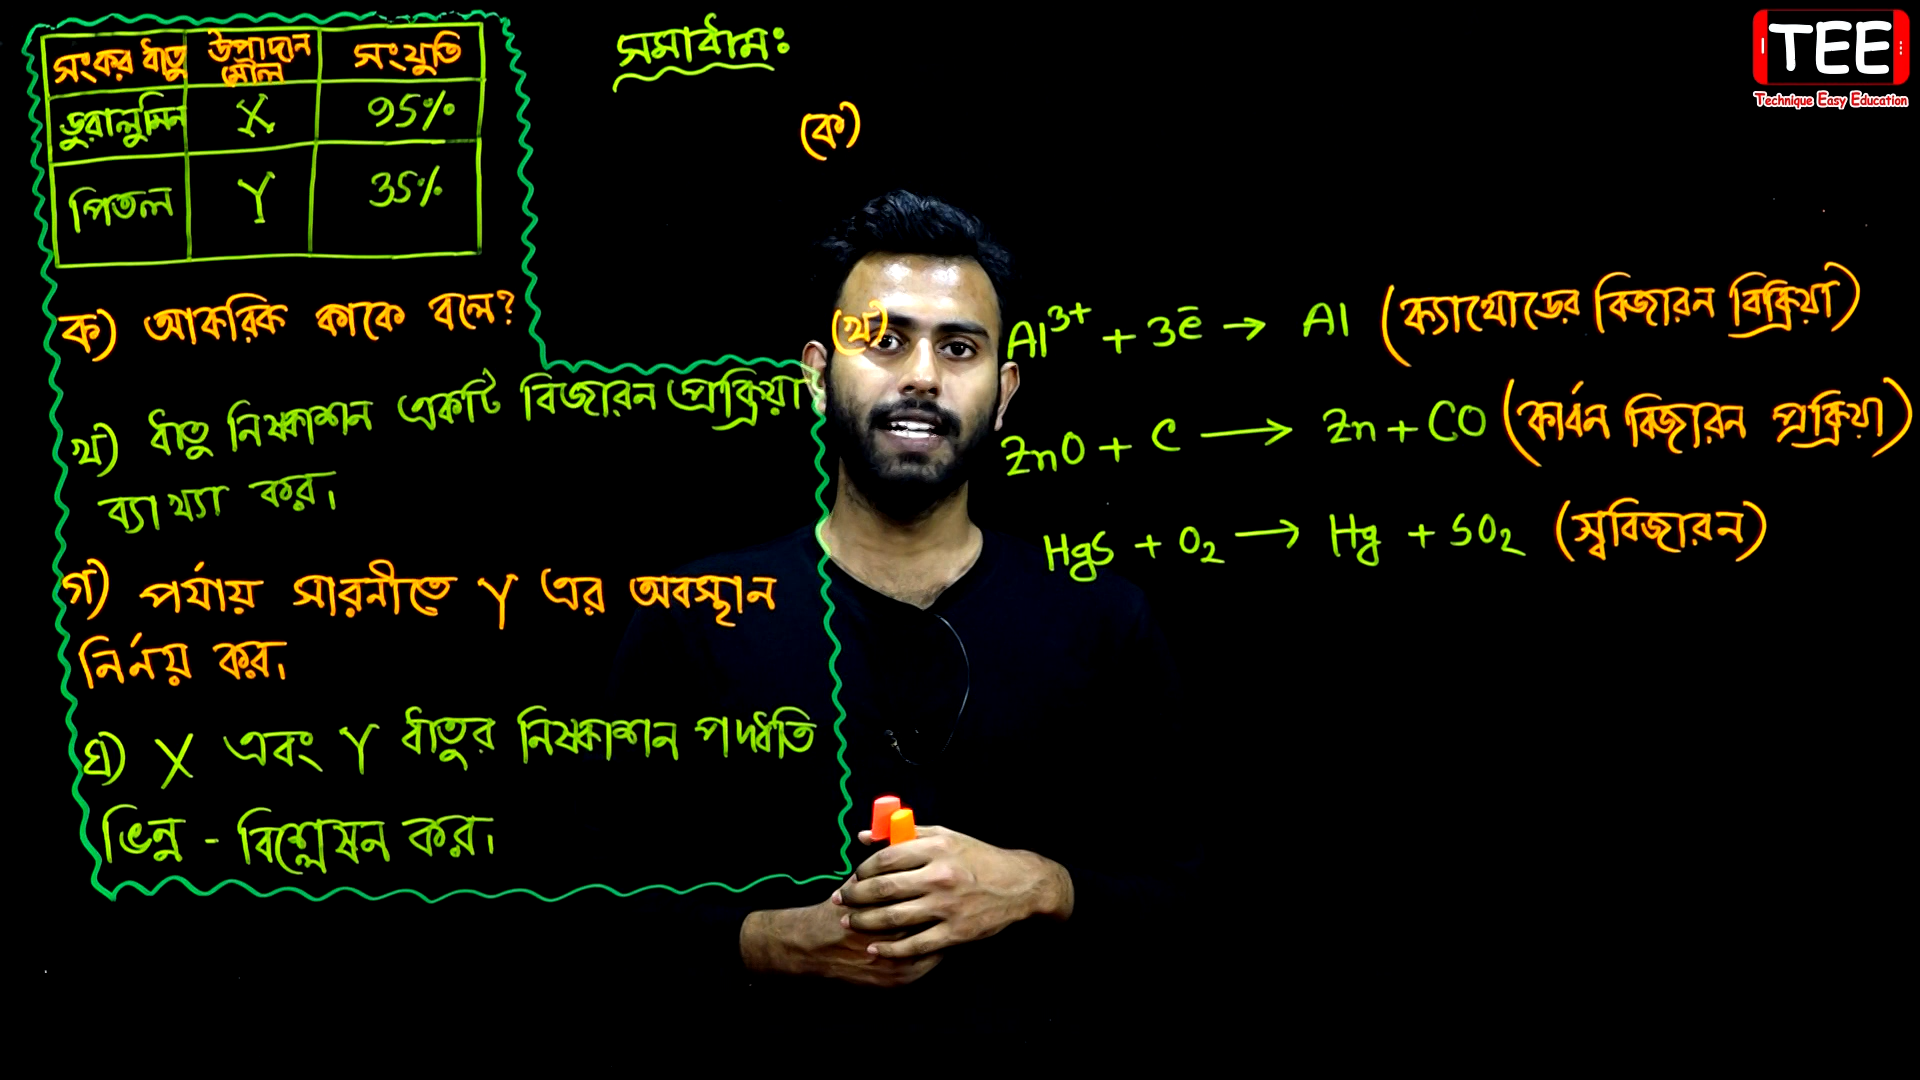 সংকর ধাতু উপাদান মৌল সংযুতি
ডুরালুমিন X 95%
পিতল Y 35%
ক) আকরিক কাকে বলে?
খ) ধাতু নিষ্কাশন একটি বিজারন প্রক্রিয়া
ব্যাখ্যা কর।
গ) পর্যায় সারনীতে Y এর অবস্থান
নির্নয় কর।
ঘ) X এবং Y ধাতুর নিষ্কাশন পদ্ধতি
ভিন্ন - বিশ্লেষন কর।
সমাধান:
(ক)
(খ) Al³⁺ + 3ē → Al (ক্যাথোডের বিজারন বিক্রিয়া)
ZnO + C → Zn + CO (কার্বন বিজারন প্রক্রিয়া)
HgS + O₂ → Hg + SO₂ (স্ববিজারন)
TEE
Technique Easy Education